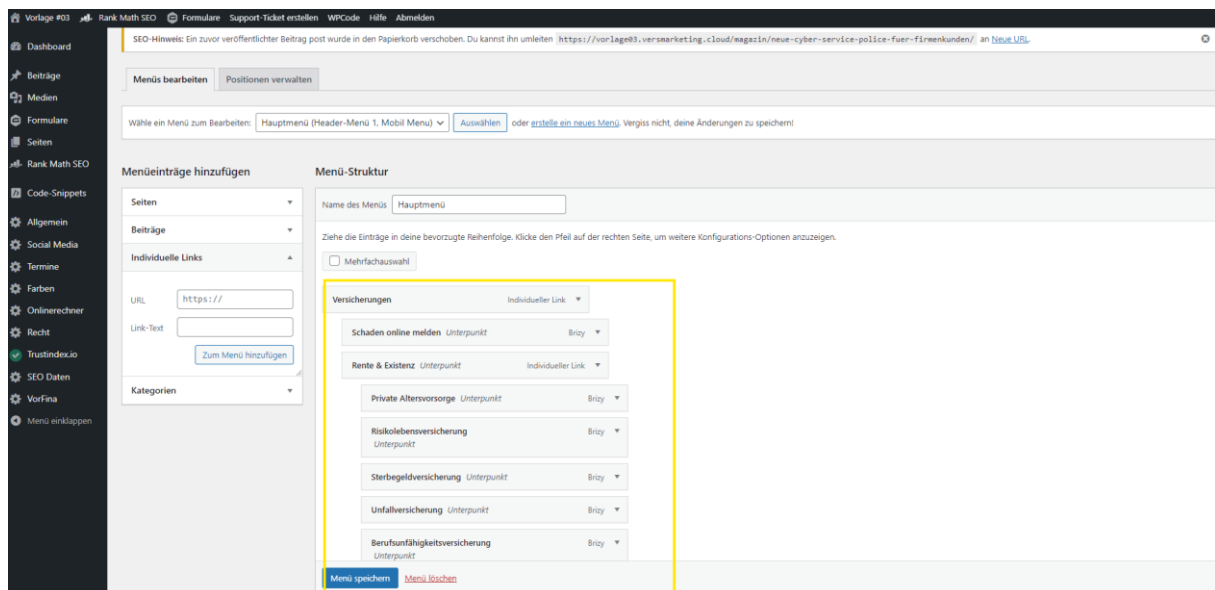 Vorlage #03 Rank Math SEO Formulare Support-Ticket erstellen WPCode Hilfe Abmelden
Dashboard
Beiträge
Medien
Formulare
Seiten
Rank Math SEO
Code-Snippets
Allgemein
Social Media
Termine
Farben
Onlinerechner
Recht
Trustindex.io
SEO Daten
VorFina
Menü einklappen
SEO-Hinweis: Ein zuvor veröffentlichter Beitrag post wurde in den Papierkorb verschoben. Du kannst ihn umleiten https://vorlage03.versmarketing.cloud/magazin/neue-cyber-service-police-fuer-firmenkunden/ an Neue URL.
Menüs bearbeiten Positionen verwalten
Wähle ein Menü zum Bearbeiten: Hauptmenü (Header-Menü 1. Mobil Menu) Auswählen oder erstelle ein neues Menü. Vergiss nicht, deine Änderungen zu speichern!
Menüeinträge hinzufügen
Seiten
Beiträge
Individuelle Links
URL https://
Link-Text
Zum Menü hinzufügen
Kategorien
Menü-Struktur
Name des Menüs Hauptmenü
Ziehe die Einträge in deine bevorzugte Reihenfolge. Klicke den Pfeil auf der rechten Seite, um weitere Konfigurations-Optionen anzuzeigen.
Mehrfachauswahl
Versicherungen Individueller Link
Schaden online melden Unterpunkt Brizy
Rente & Existenz Unterpunkt Individueller Link
Private Altersvorsorge Unterpunkt Brizy
Risikolebensversicherung Brizy
Unterpunkt
Sterbegeldversicherung Unterpunkt Brizy
Unfallversicherung Unterpunkt Brizy
Berufsunfähigkeitsversicherung Brizy
Unterpunkt
Menü speichern Menü löschen